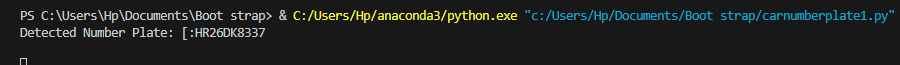 PS C:\Users\Hp\Documents\Boot strap> & C:/Users/Hp/anaconda3/python.exe "c:/Users/Hp/Documents/Boot strap/carnumberplate1.py"
Detected Number Plate: [:HR26DK8337